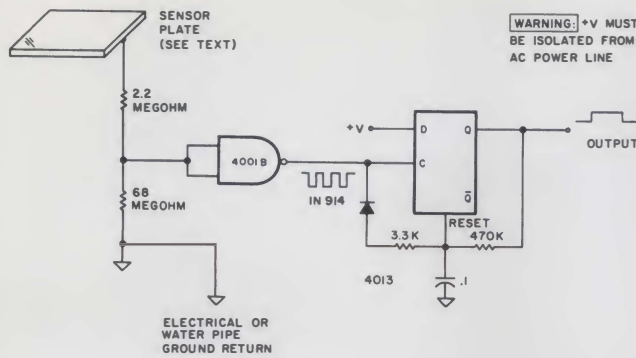 SENSOR
PLATE
(SEE TEXT)
WARNING: +V MUST
BE ISOLATED FROM
AC POWER LINE
2.2
MEGOHM
4001B
+V
D
Q
C
Q̅
OUTPUT
IN 914
68
MEGOHM
RESET
3.3K
470K
4013
.1
ELECTRICAL OR
WATER PIPE
GROUND RETURN